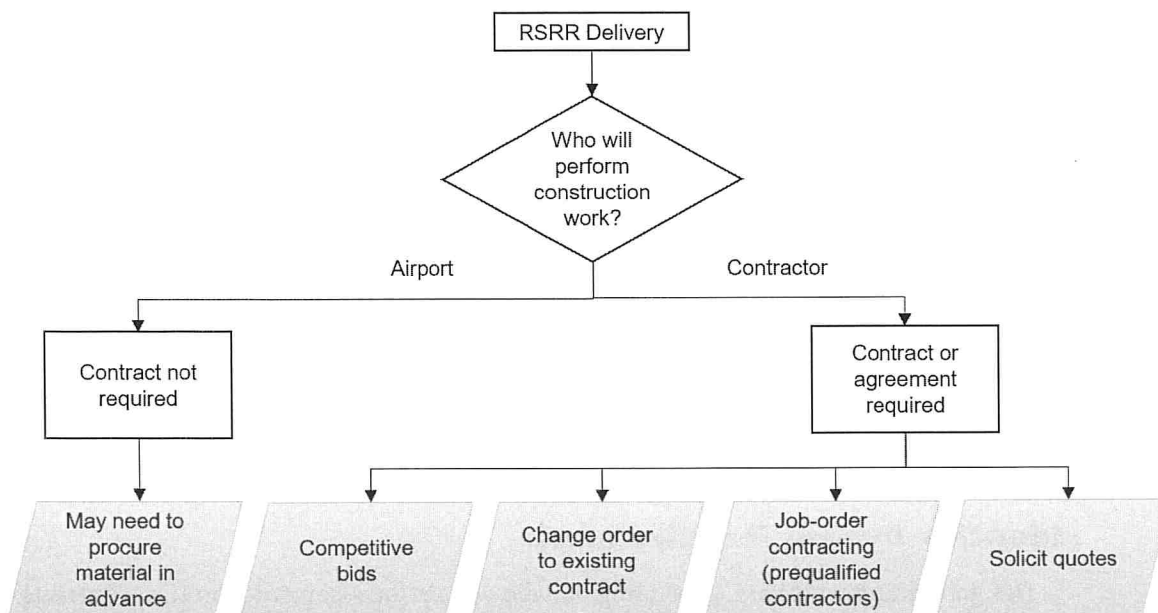 RSRR Delivery
Who will
perform
construction
work?
Airport
Contractor
Contract not
required
Contract or
agreement
required
May need to
procure
material in
advance
Competitive
bids
Change order
to existing
contract
Job-order
contracting
(prequalified
contractors)
Solicit quotes